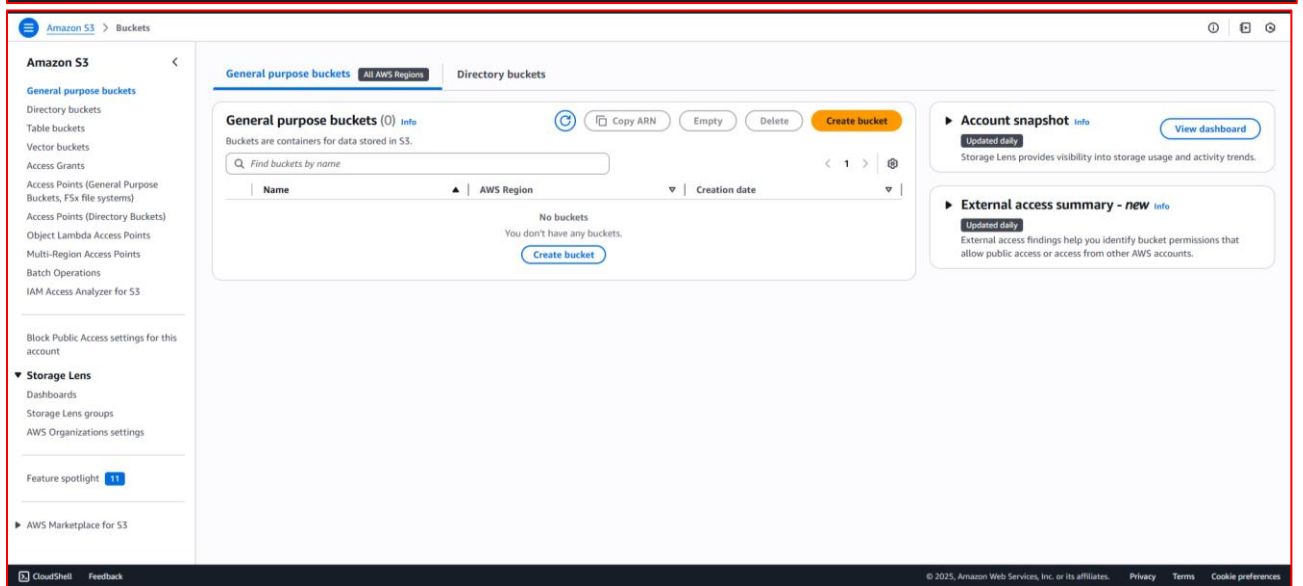 Amazon S3 > Buckets
Amazon S3
General purpose buckets
Directory buckets
Table buckets
Vector buckets
Access Grants
Access Points (General Purpose
Buckets, FSx file systems)
Access Points (Directory Buckets)
Object Lambda Access Points
Multi-Region Access Points
Batch Operations
IAM Access Analyzer for S3
Block Public Access settings for this
account
Storage Lens
Dashboards
Storage Lens groups
AWS Organizations settings
Feature spotlight 11
AWS Marketplace for S3
General purpose buckets All AWS Regions Directory buckets
General purpose buckets (0) Info Copy ARN Empty Delete Create bucket
Buckets are containers for data stored in S3.
Find buckets by name < 1 >
Name AWS Region Creation date
No buckets
You don't have any buckets.
Create bucket
Account snapshot Info View dashboard
Updated daily
Storage Lens provides visibility into storage usage and activity trends.
External access summary - new Info
Updated daily
External access findings help you identify bucket permissions that
allow public access or access from other AWS accounts.
CloudShell Feedback © 2025, Amazon Web Services, Inc. or its affiliates. Privacy Terms Cookie preferences